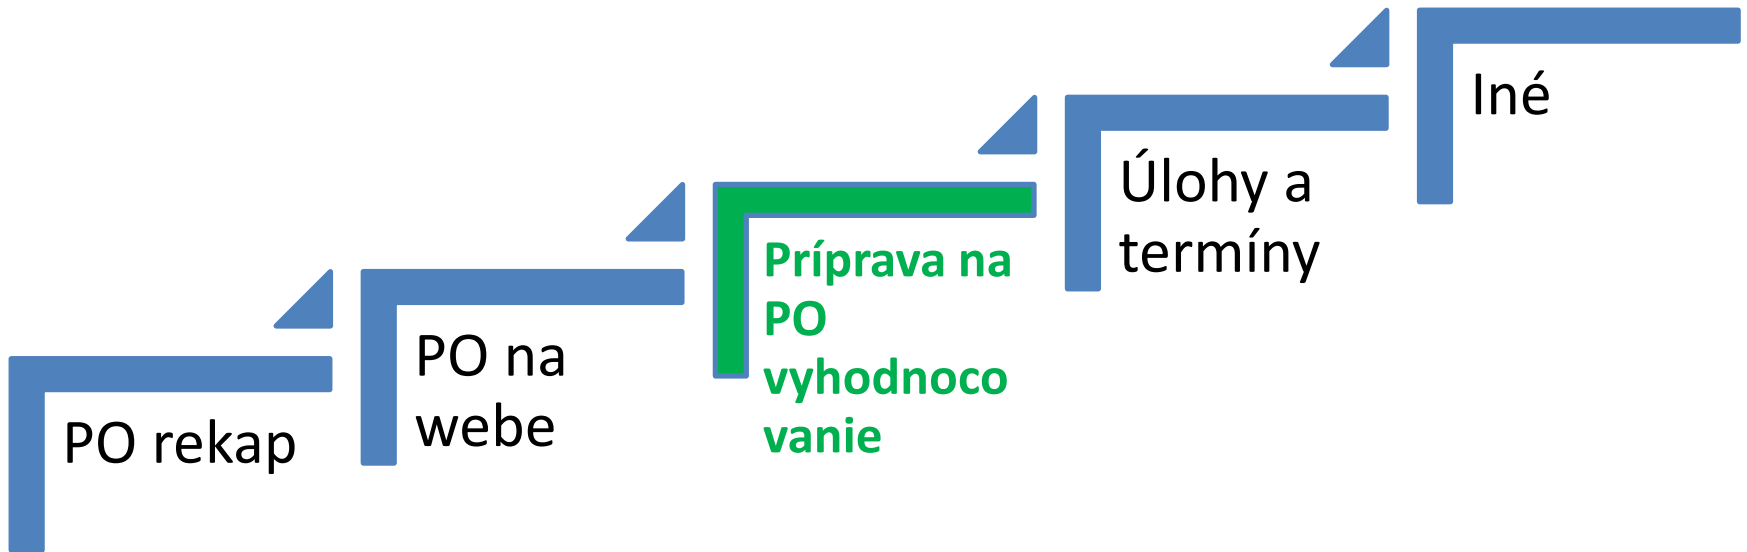 PO rekap
PO na
webe
Príprava na
PO
vyhodnoco
vanie
Úlohy a
termíny
Iné